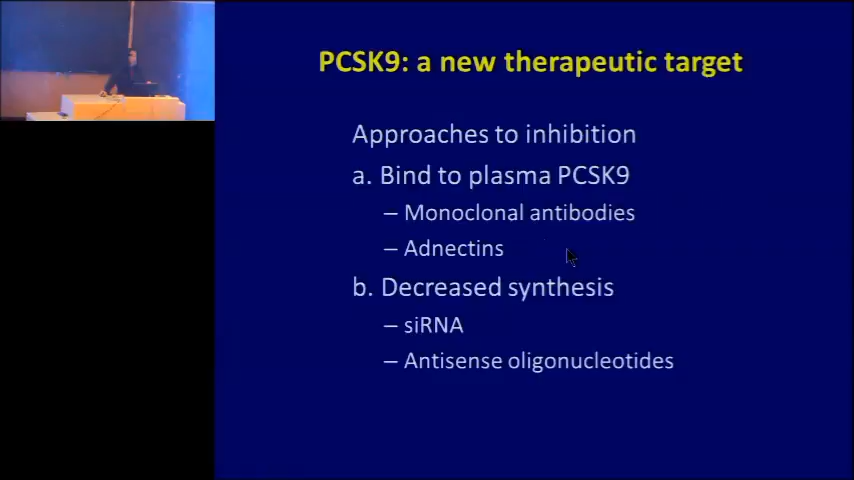 PCSK9: a new therapeutic target
Approaches to inhibition
a. Bind to plasma PCSK9
– Monoclonal antibodies
– Adnectins
b. Decreased synthesis
– siRNA
– Antisense oligonucleotides